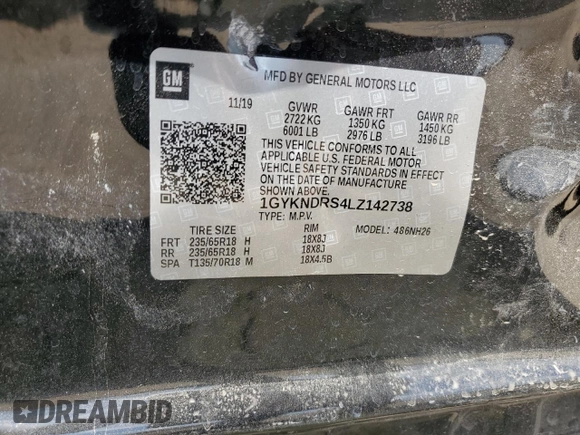 GM
MFD BY GENERAL MOTORS LLC
11/19 GVWR GAWR FRT GAWR RR
2722 KG 1350 KG 1450 KG
6001 LB 2976 LB 3196 LB
THIS VEHICLE CONFORMS TO ALL
APPLICABLE U.S. FEDERAL MOTOR
VEHICLE SAFETY STANDARDS IN EFFECT
ON THE DATE OF MANUFACTURE
SHOWN ABOVE.
1GYKNDRS4LZ142738
TYPE: M.P.V. MODEL: 486NH26
TIRE SIZE RIM
FRT 235/65R18 H 18X8J
RR 235/65R18 H 18X8J
SPA T135/70R18 M 18X4.5B
DREAMBID